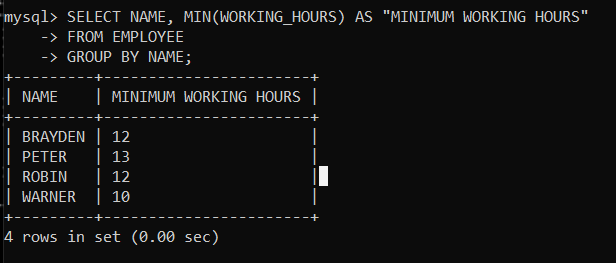 mysql> SELECT NAME, MIN(WORKING_HOURS) AS "MINIMUM WORKING HOURS"
    -> FROM EMPLOYEE
    -> GROUP BY NAME;
+---------+-----------------------+
| NAME    | MINIMUM WORKING HOURS |
+---------+-----------------------+
| BRAYDEN | 12                    |
| PETER   | 13                    |
| ROBIN   | 12                    |
| WARNER  | 10                    |
+---------+-----------------------+
4 rows in set (0.00 sec)